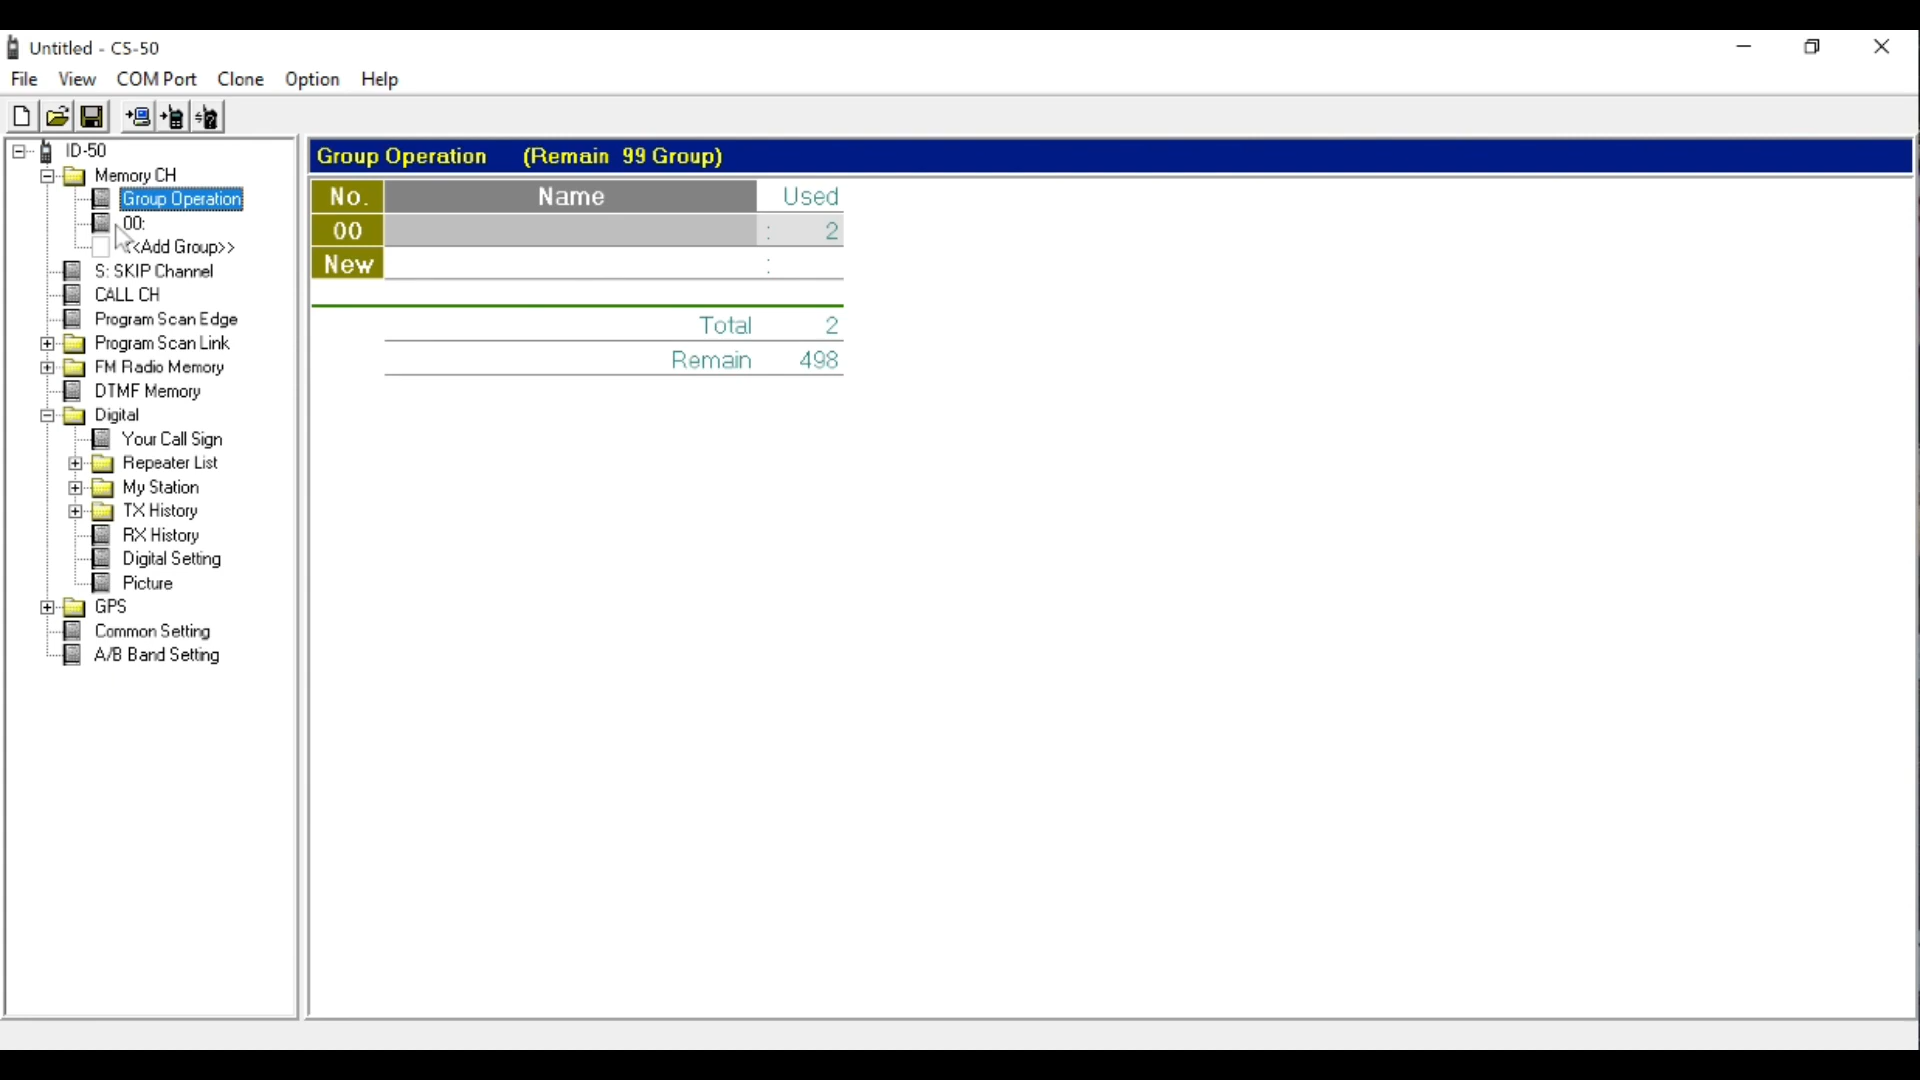 Untitled - CS-50
File View COM Port Clone Option Help
ID-50
Memory CH
Group Operation
00:
<<Add Group>>
S: SKIP Channel
CALL CH
Program Scan Edge
Program Scan Link
FM Radio Memory
DTMF Memory
Digital
Your Call Sign
Repeater List
My Station
TX History
RX History
Digital Setting
Picture
GPS
Common Setting
A/B Band Setting
Group Operation (Remain 99 Group)
No. Name Used
00 : 2
New :
Total 2
Remain 498